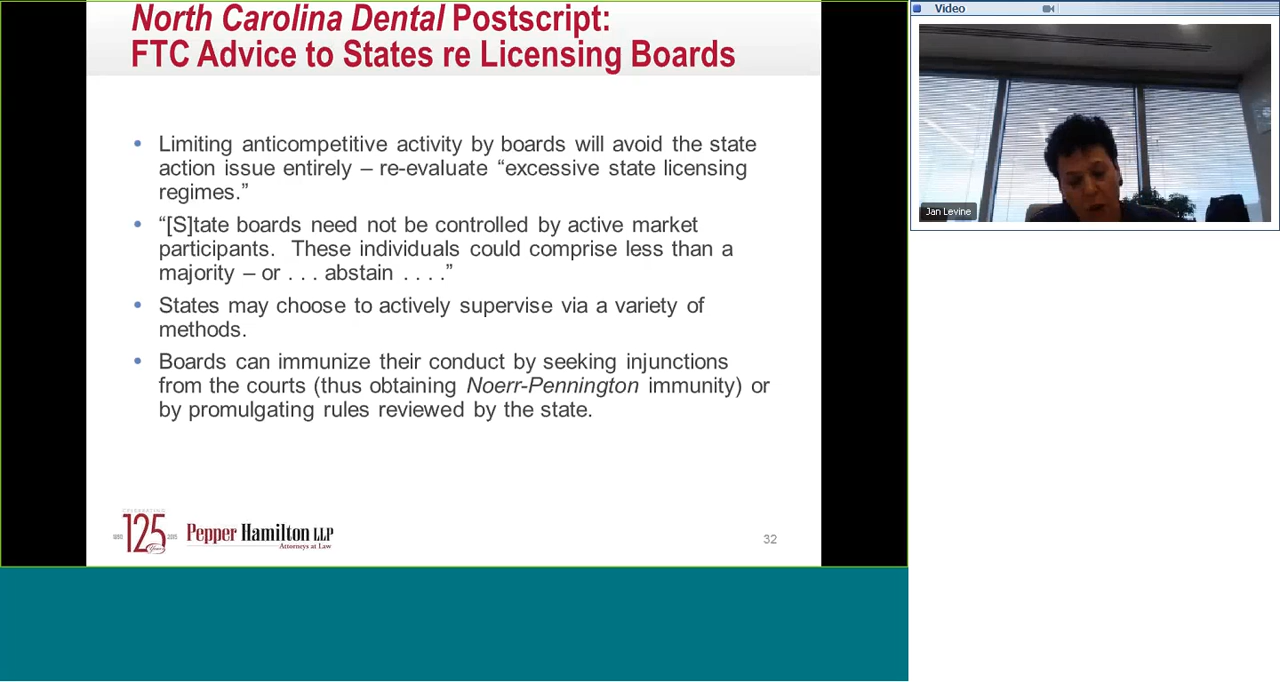 North Carolina Dental Postscript:
FTC Advice to States re Licensing Boards
• Limiting anticompetitive activity by boards will avoid the state
action issue entirely – re-evaluate “excessive state licensing
regimes.”
• “[S]tate boards need not be controlled by active market
participants. These individuals could comprise less than a
majority – or . . . abstain . . . .”
• States may choose to actively supervise via a variety of
methods.
• Boards can immunize their conduct by seeking injunctions
from the courts (thus obtaining Noerr-Pennington immunity) or
by promulgating rules reviewed by the state.
CELEBRATING
1890 125 2015
Years
Pepper Hamilton LLP
Attorneys at Law
32
Video
Jan Levine